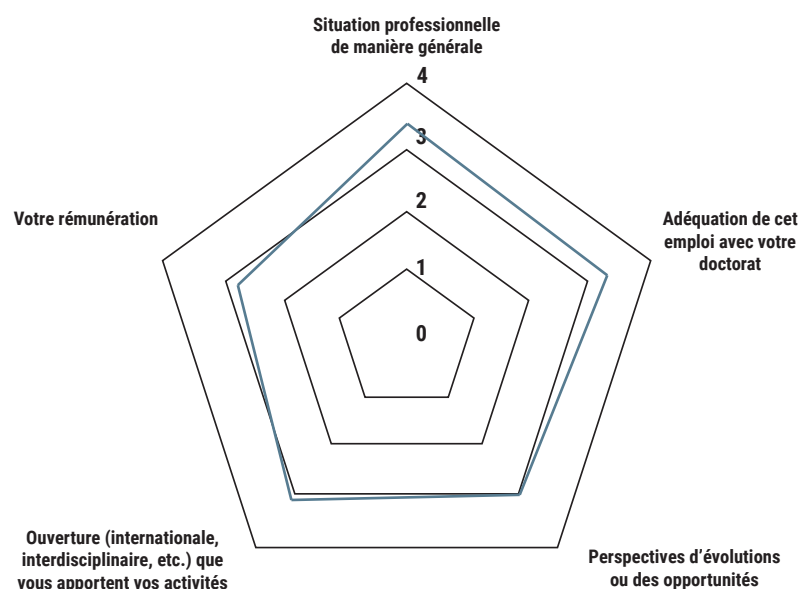 Situation professionnelle
de manière générale
4
3
2
1
0
Votre rémunération
Adéquation de cet
emploi avec votre
doctorat
Ouverture (internationale,
interdisciplinaire, etc.) que
vous apportent vos activités
Perspectives d’évolutions
ou des opportunités